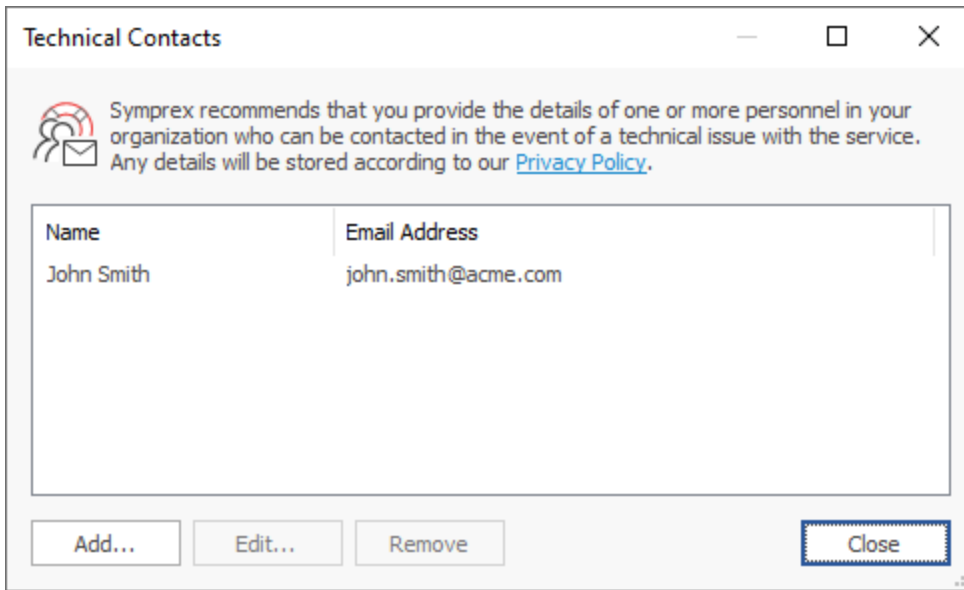 Technical Contacts
Symprex recommends that you provide the details of one or more personnel in your
organization who can be contacted in the event of a technical issue with the service.
Any details will be stored according to our Privacy Policy.
Name Email Address
John Smith john.smith@acme.com
Add... Edit... Remove Close